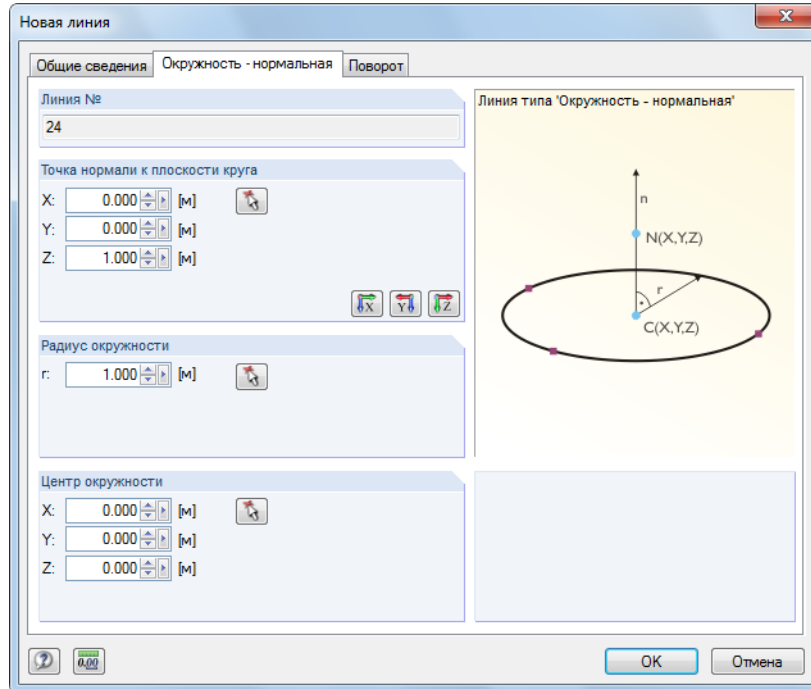 Новая линия
Общие сведения Окружность - нормальная Поворот
Линия №
24
Точка нормали к плоскости круга
X: 0.000 [м]
Y: 0.000 [м]
Z: 1.000 [м]
X Y Z
Радиус окружности
r: 1.000 [м]
Центр окружности
X: 0.000 [м]
Y: 0.000 [м]
Z: 0.000 [м]
Линия типа 'Окружность - нормальная'
n
N(X,Y,Z)
r
C(X,Y,Z)
? 0.00 OK Отмена